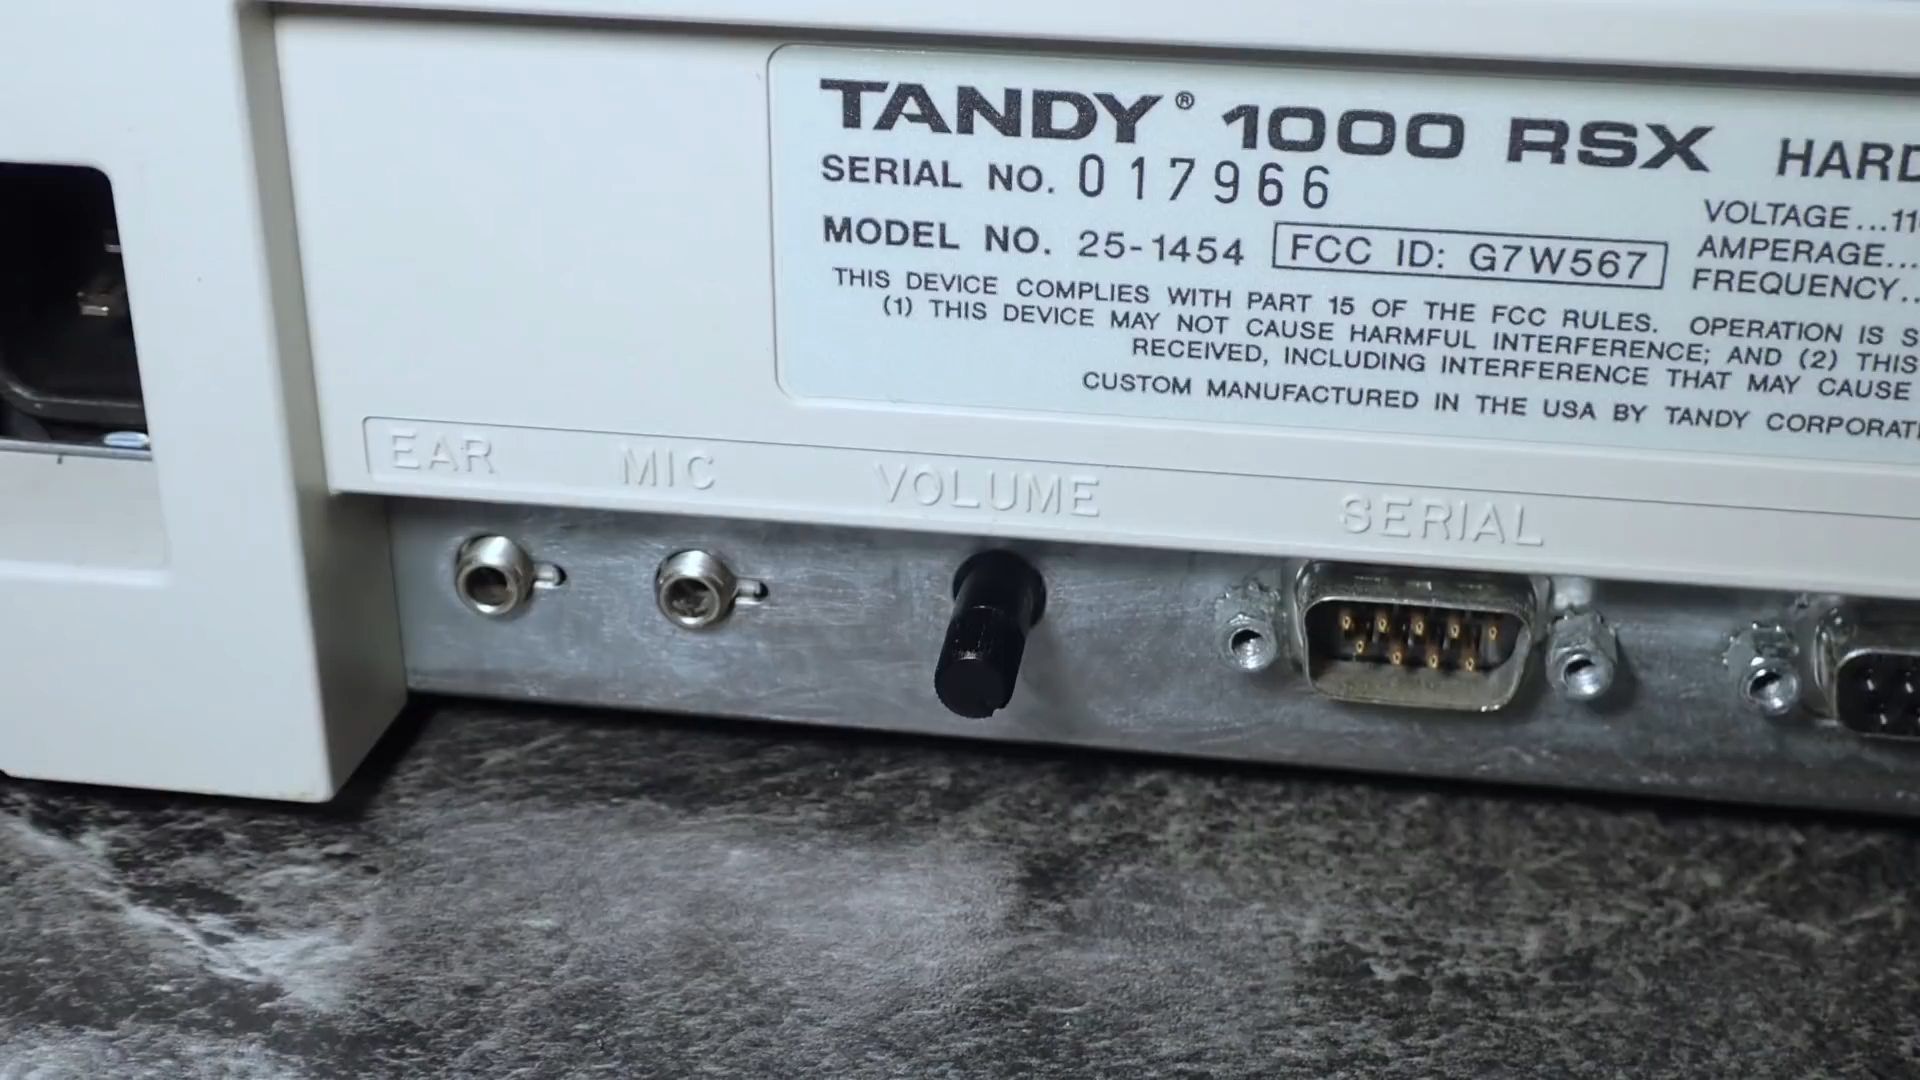 TANDY® 1000 RSX
SERIAL NO. 017966
MODEL NO. 25-1454 FCC ID: G7W567
VOLTAGE...
AMPERAGE...
FREQUENCY..
THIS DEVICE COMPLIES WITH PART 15 OF THE FCC RULES. OPERATION IS
(1) THIS DEVICE MAY NOT CAUSE HARMFUL INTERFERENCE; AND (2) THIS
RECEIVED, INCLUDING INTERFERENCE THAT MAY CAUSE
CUSTOM MANUFACTURED IN THE USA BY TANDY
EAR MIC VOLUME SERIAL